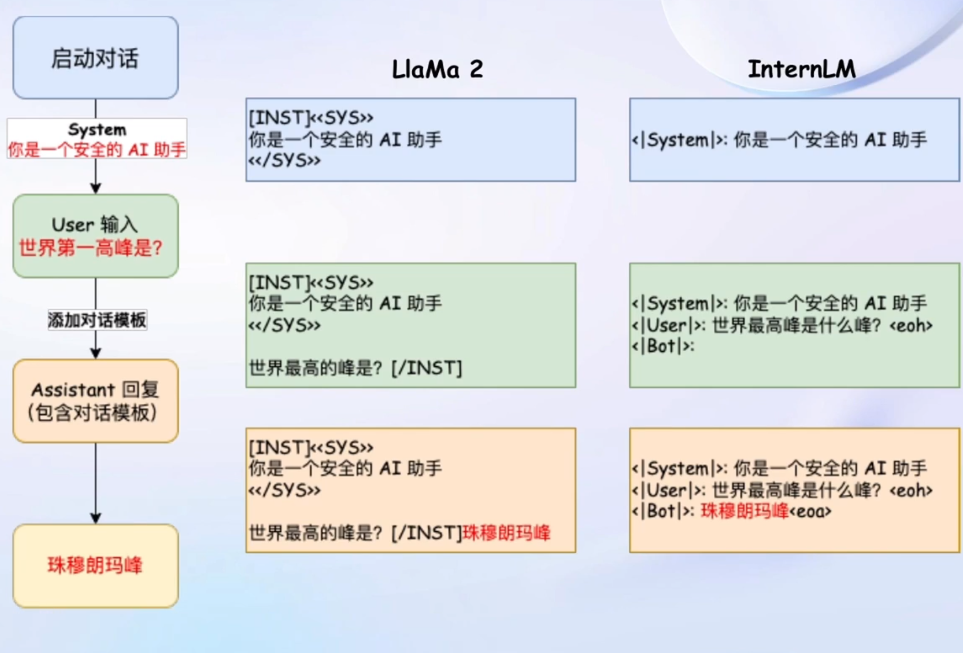 启动对话
System
你是一个安全的 AI 助手
User 输入
世界第一高峰是?
添加对话模板
Assistant 回复
(包含对话模板)
珠穆朗玛峰
LlaMa 2
[INST]<<SYS>>
你是一个安全的 AI 助手
<</SYS>>
[INST]<<SYS>>
你是一个安全的 AI 助手
<</SYS>>
世界最高的峰是? [/INST]
[INST]<<SYS>>
你是一个安全的 AI 助手
<</SYS>>
世界最高的峰是? [/INST]珠穆朗玛峰
InternLM
<|System|>: 你是一个安全的 AI 助手
<|System|>: 你是一个安全的 AI 助手
<|User|>: 世界最高峰是什么峰? <eoh>
<|Bot|>:
<|System|>: 你是一个安全的 AI 助手
<|User|>: 世界最高峰是什么峰? <eoh>
<|Bot|>: 珠穆朗玛峰<eoa>